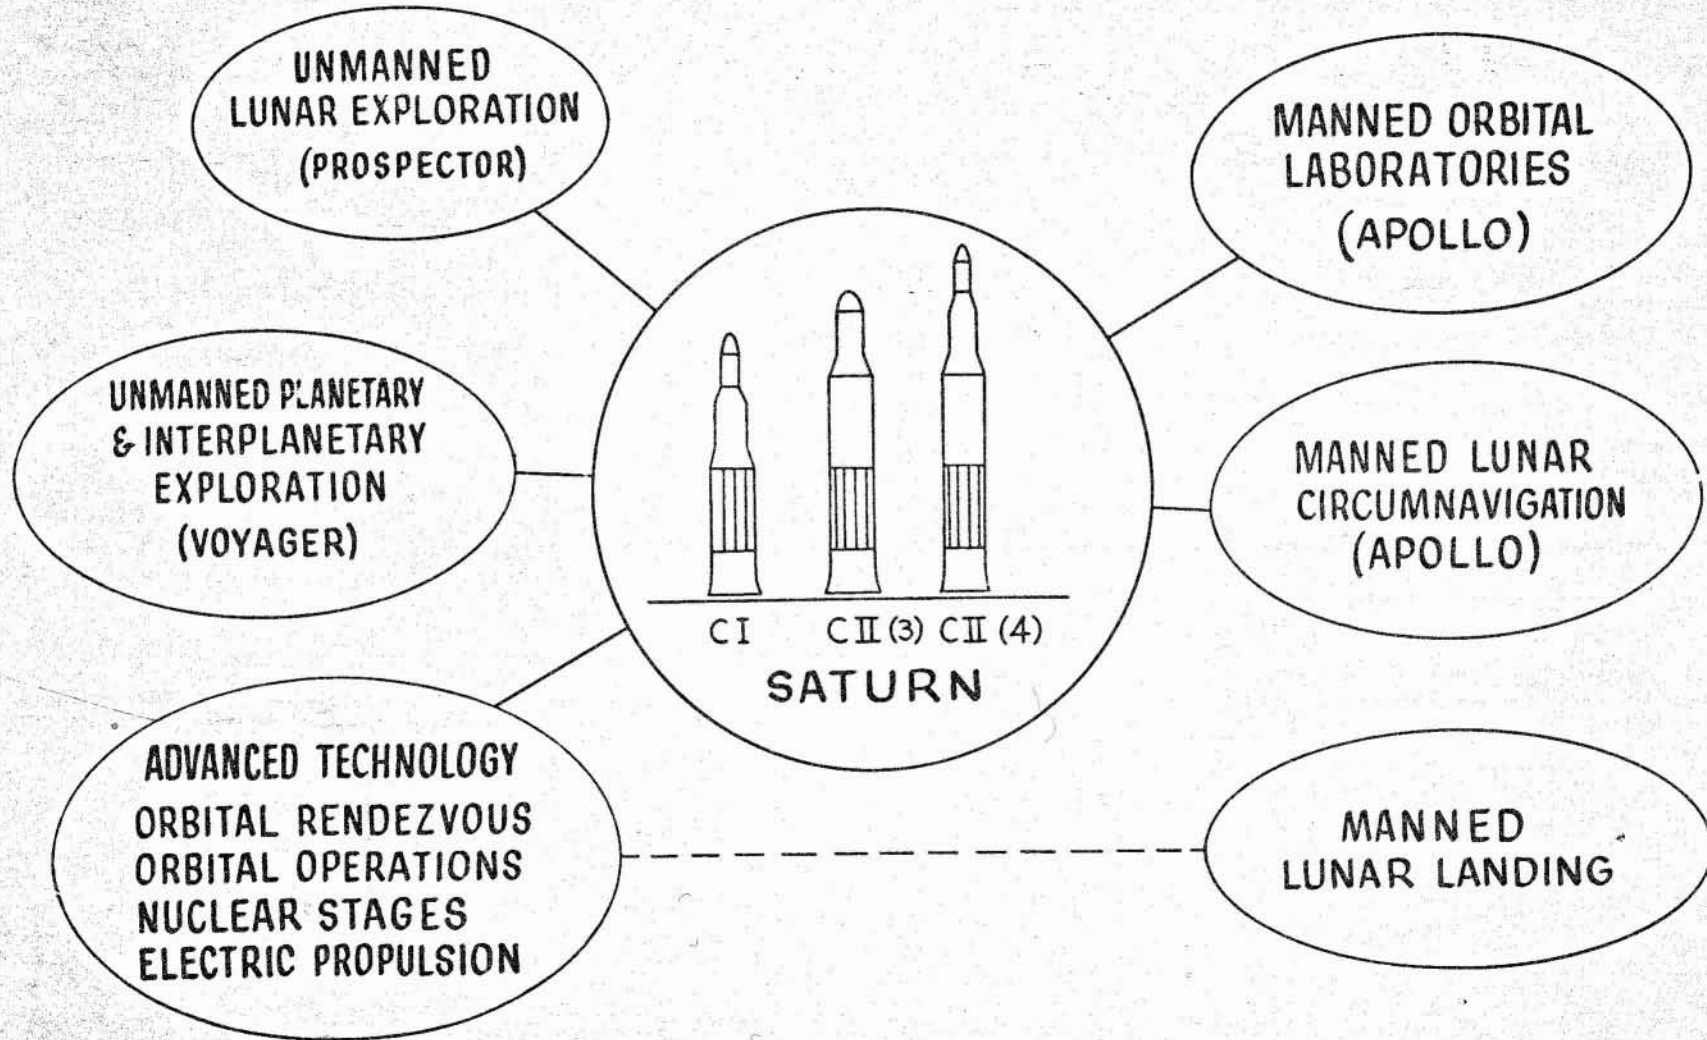 UNMANNED
LUNAR EXPLORATION
(PROSPECTOR)
MANNED ORBITAL
LABORATORIES
(APOLLO)
UNMANNED PLANETARY
& INTERPLANETARY
EXPLORATION
(VOYAGER)
CI CII (3) CII (4)
SATURN
MANNED LUNAR
CIRCUMNAVIGATION
(APOLLO)
ADVANCED TECHNOLOGY
ORBITAL RENDEZVOUS
ORBITAL OPERATIONS
NUCLEAR STAGES
ELECTRIC PROPULSION
MANNED
LUNAR LANDING